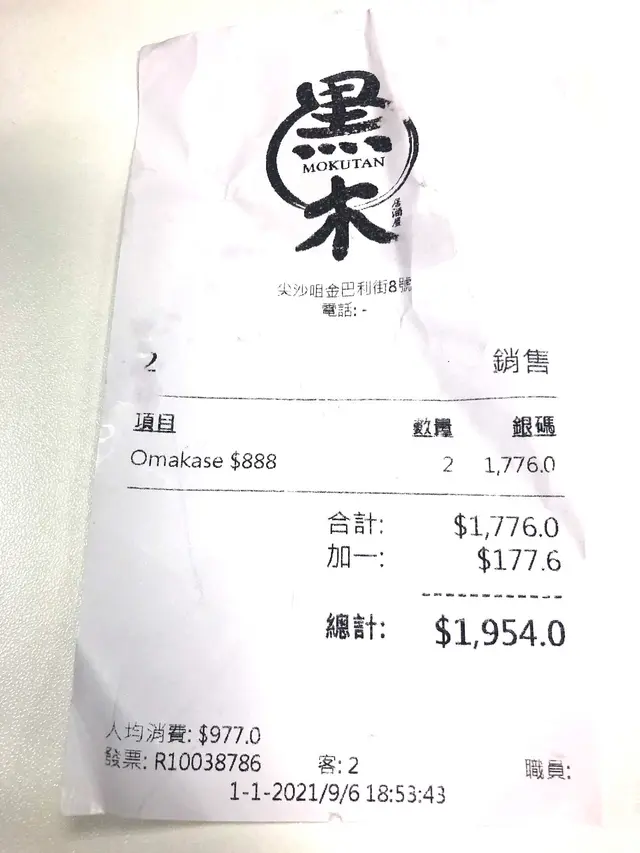 黑
MOKUTAN
木
居酒屋
尖沙咀金巴利街8號
電話: -
2 銷售
項目 數量 銀碼
Omakase $888 2 1,776.0
合計: $1,776.0
加一: $177.6
總計: $1,954.0
人均消費: $977.0
發票: R10038786 客: 2 職員:
1-1-2021/9/6 18:53:43